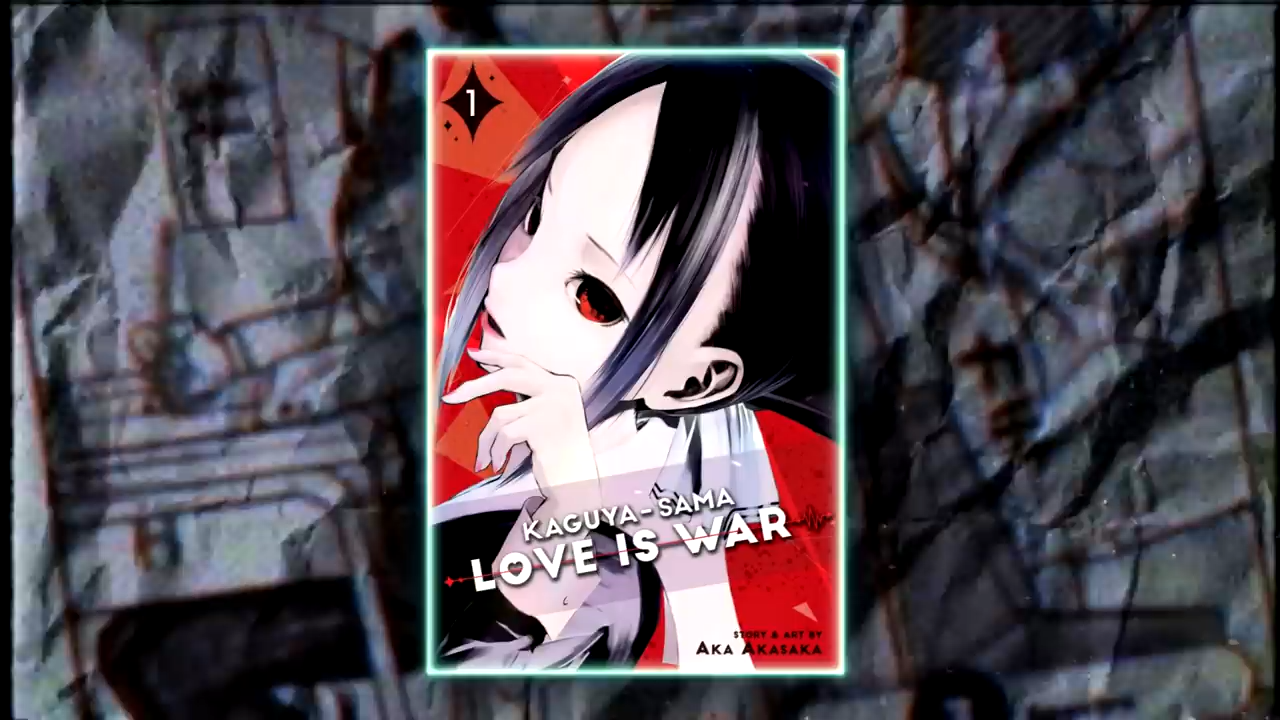 1
KAGUYA-SAMA
LOVE IS WAR
STORY & ART BY
AKA AKASAKA